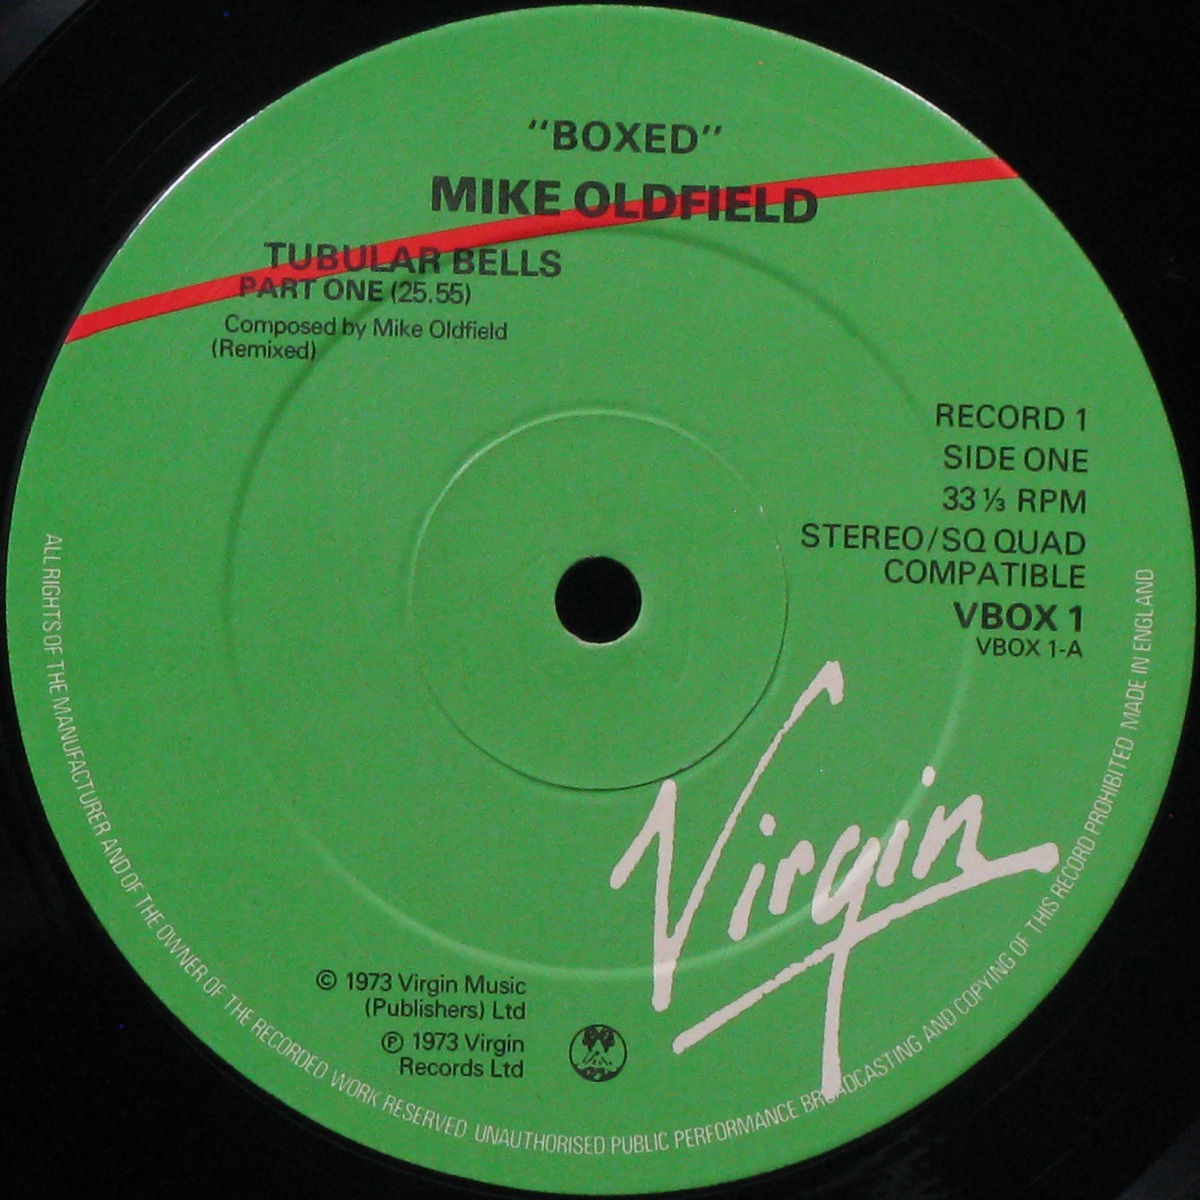 "BOXED"
MIKE OLDFIELD
TUBULAR BELLS
PART ONE (25.55)
Composed by Mike Oldfield
(Remixed)
RECORD 1
SIDE ONE
33 ⅓ RPM
STEREO/SQ QUAD
COMPATIBLE
VBOX 1
VBOX 1-A
Virgin
© 1973 Virgin Music
(Publishers) Ltd
℗ 1973 Virgin
Records Ltd
ALL RIGHTS OF THE MANUFACTURER AND OF THE OWNER OF THE RECORDED WORK RESERVED UNAUTHORISED PUBLIC PERFORMANCE BROADCASTING AND COPYING OF THIS RECORD PROHIBITED MADE IN ENGLAND